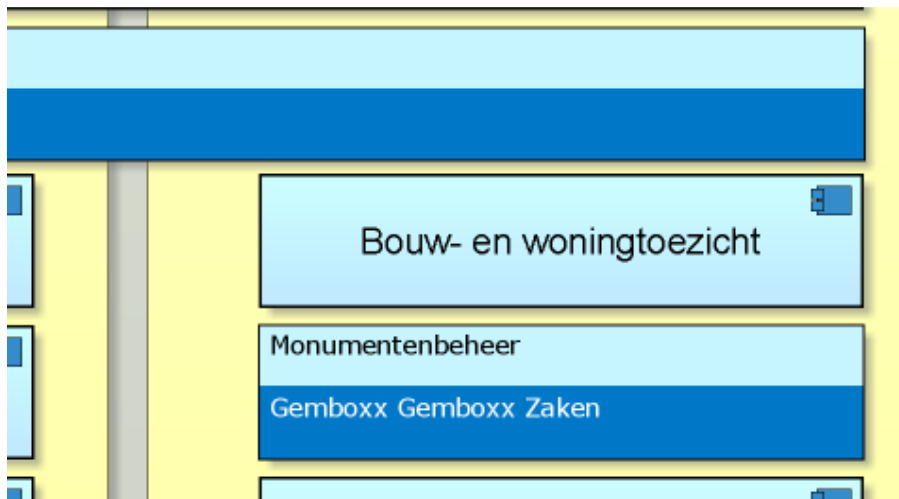 Bouw- en woningtoezicht
Monumentenbeheer
Gemboxx Gemboxx Zaken